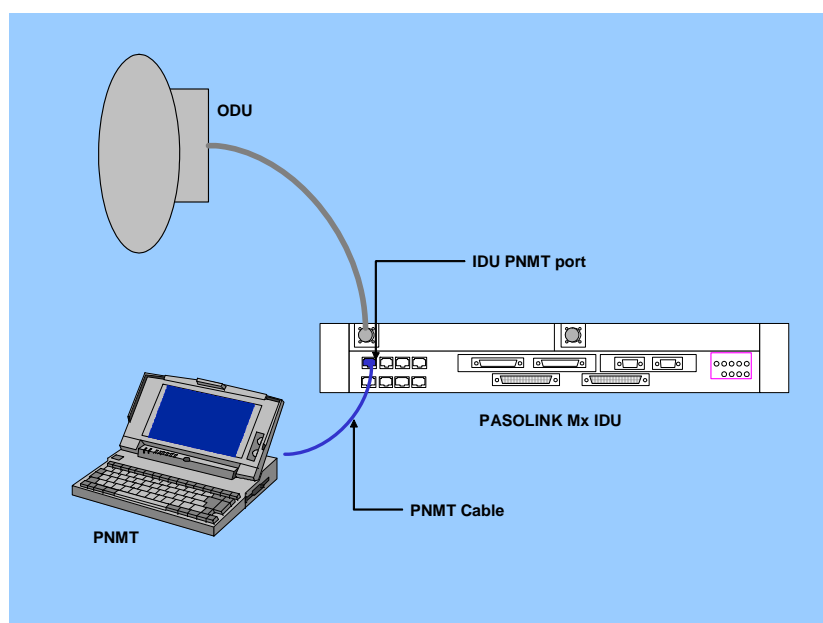 ODU
IDU PNMT port
PASOLINK Mx IDU
PNMT Cable
PNMT